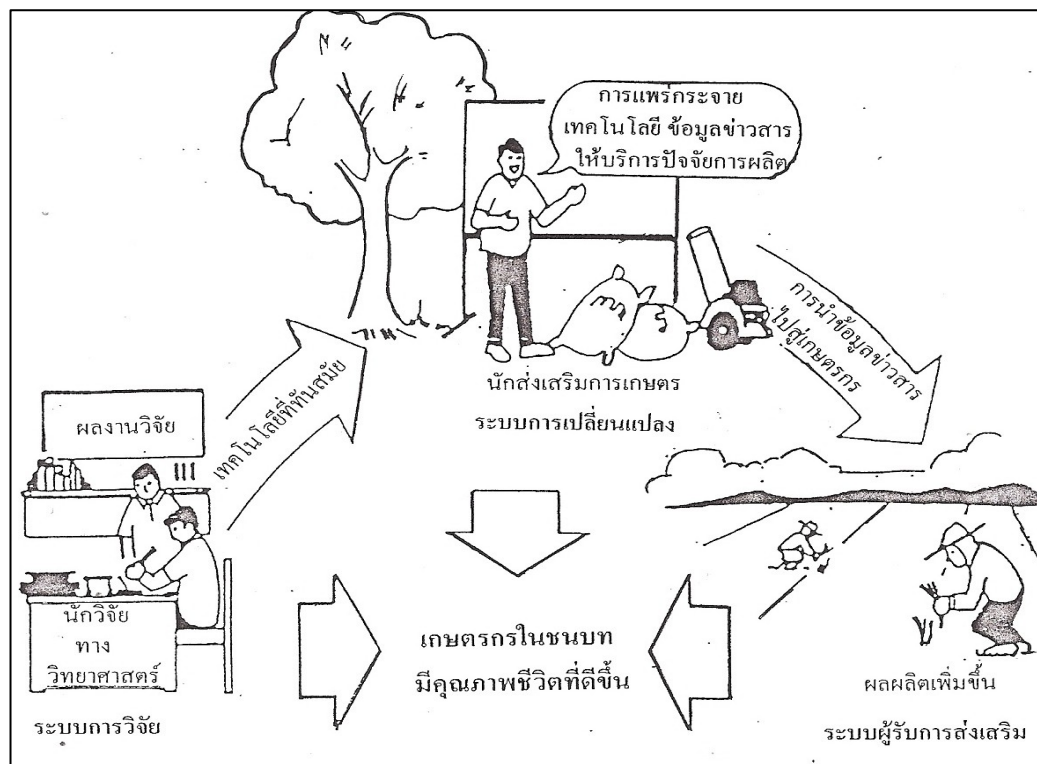 การแพร่กระจาย
เทคโนโลยี ข้อมูลข่าวสาร
ให้บริการปัจจัยการผลิต
การนำข้อมูลข่าวสาร
ไปสู่เกษตรกร
นักส่งเสริมการเกษตร
ระบบการเปลี่ยนแปลง
เทคโนโลยีที่ทันสมัย
ผลงานวิจัย
นักวิจัย
ทาง
วิทยาศาสตร์
ระบบการวิจัย
เกษตรกรในชนบท
มีคุณภาพชีวิตที่ดีขึ้น
ผลผลิตเพิ่มขึ้น
ระบบผู้รับการส่งเสริม